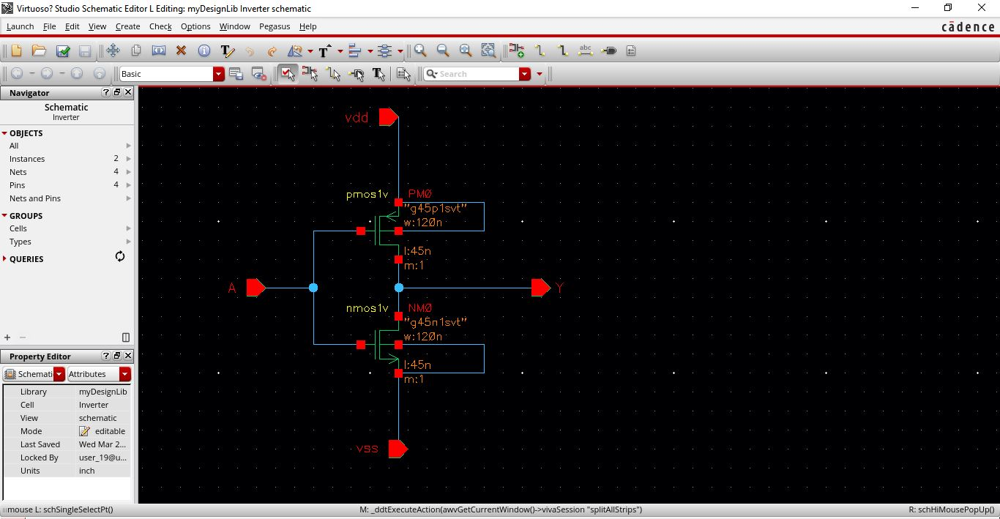 Virtuoso? Studio Schematic Editor L Editing: myDesignLib Inverter schematic
Launch File Edit View Create Check Options Window Pegasus Help
cādence
T T abc
Basic
T
Search
Navigator ?
Schematic
Inverter
OBJECTS
All
Instances 2
Nets 4
Pins 4
Nets and Pins
GROUPS
Cells
Types
QUERIES
Property Editor ?
Schemati Attributes
Library myDesignLib
Cell Inverter
View schematic
Mode editable
Last Saved Wed Mar 2...
Locked By user_19@u...
Units inch
vdd
pmos1v PM0
"g45p1svt"
w:120n
l:45n
m:1
A
Y
nmos1v NM0
"g45n1svt"
w:120n
l:45n
m:1
vss
mouse L: schSingleSelectPt() M: _ddtExecuteAction(awvGetCurrentWindow()->vivaSession "splitAllStrips") R: schHiMousePopUp()